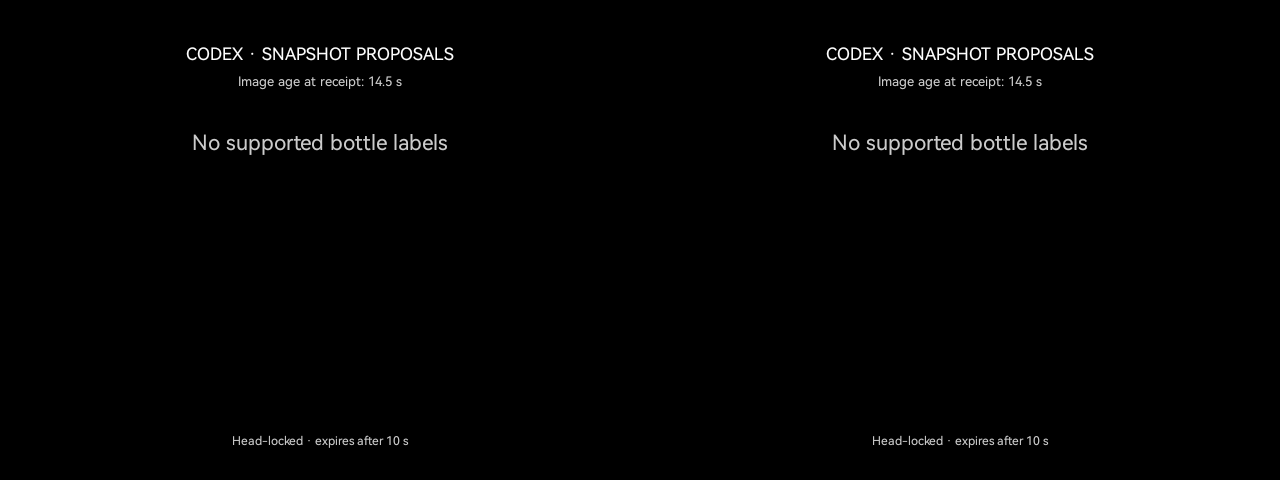 CODEX · SNAPSHOT PROPOSALS
Image age at receipt: 14.5 s
No supported bottle labels
Head-locked · expires after 10 s
CODEX · SNAPSHOT PROPOSALS
Image age at receipt: 14.5 s
No supported bottle labels
Head-locked · expires after 10 s